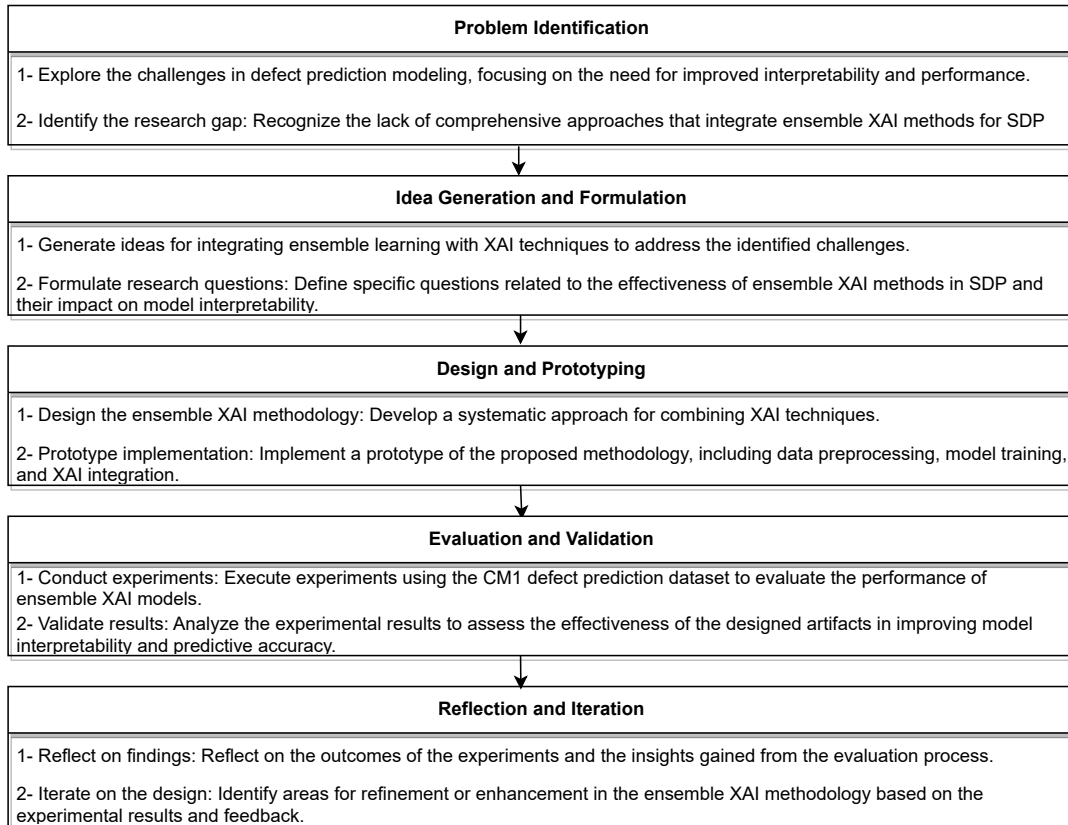 Problem Identification
1- Explore the challenges in defect prediction modeling, focusing on the need for improved interpretability and performance.
2- Identify the research gap: Recognize the lack of comprehensive approaches that integrate ensemble XAI methods for SDP
Idea Generation and Formulation
1- Generate ideas for integrating ensemble learning with XAI techniques to address the identified challenges.
2- Formulate research questions: Define specific questions related to the effectiveness of ensemble XAI methods in SDP and
their impact on model interpretability.
Design and Prototyping
1- Design the ensemble XAI methodology: Develop a systematic approach for combining XAI techniques.
2- Prototype implementation: Implement a prototype of the proposed methodology, including data preprocessing, model training,
and XAI integration.
Evaluation and Validation
1- Conduct experiments: Execute experiments using the CM1 defect prediction dataset to evaluate the performance of
ensemble XAI models.
2- Validate results: Analyze the experimental results to assess the effectiveness of the designed artifacts in improving model
interpretability and predictive accuracy.
Reflection and Iteration
1- Reflect on findings: Reflect on the outcomes of the experiments and the insights gained from the evaluation process.
2- Iterate on the design: Identify areas for refinement or enhancement in the ensemble XAI methodology based on the
experimental results and feedback.